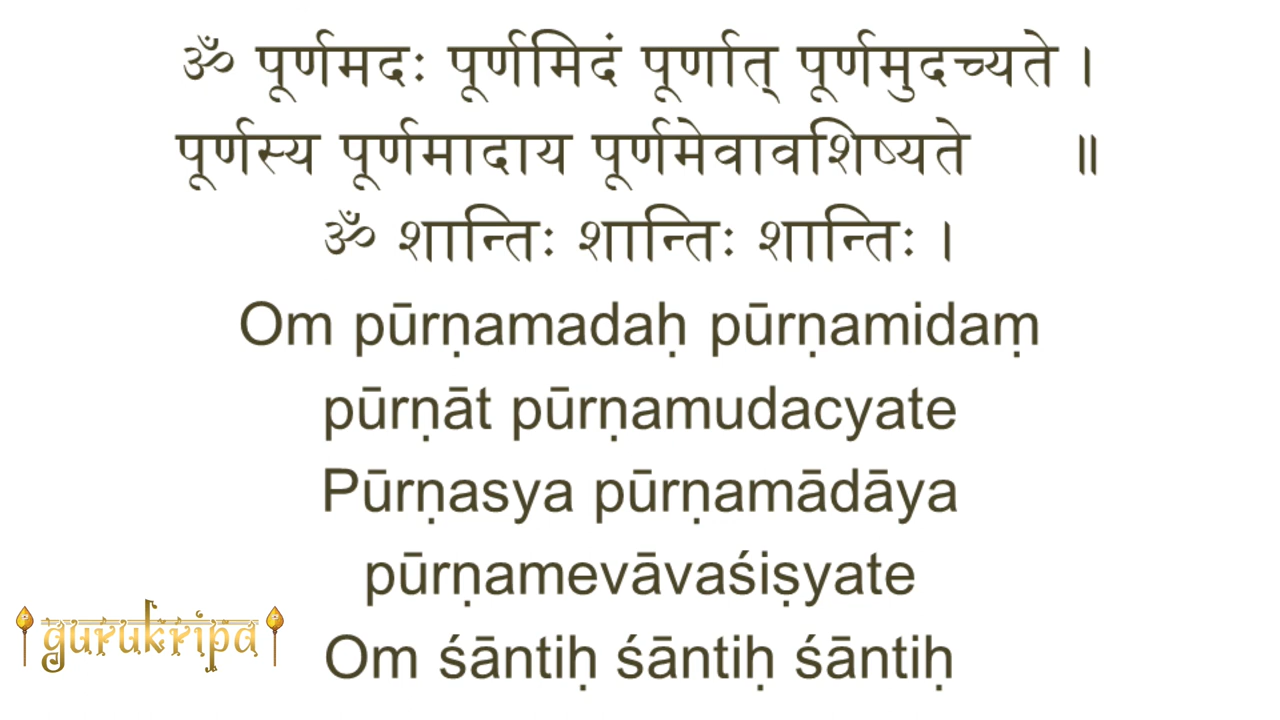 ॐ पूर्णमदः पूर्णमिदं पूर्णात् पूर्णमुदच्यते ।
पूर्णस्य पूर्णमादाय पूर्णमेवावशिष्यते ॥
ॐ शान्तिः शान्तिः शान्तिः ।
Om pūrṇamadaḥ pūrṇamidaṃ
pūrṇāt pūrṇamudacyate
Pūrṇasya pūrṇamādāya
pūrṇamevāvaśiṣyate
Om śāntiḥ śāntiḥ śāntiḥ
gurukripa